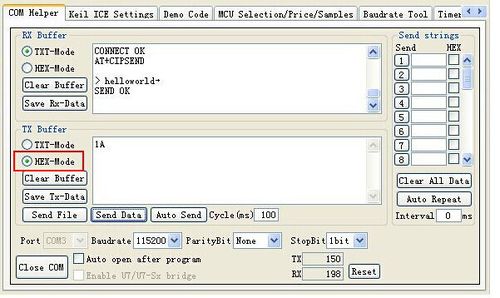 COM Helper Keil ICE Settings Demo Code MCU Selection/Price/Samples Baudrate Tool Timer
RX Buffer
TXT-Mode
HEX-Mode
Clear Buffer
Save Rx-Data
CONNECT OK
AT+CIPSEND
> helloworld→
SEND OK
Send strings
Send HEX
1
2
3
4
5
6
7
8
Clear All Data
Auto Repeat
Interval 0 ms
TX Buffer
TXT-Mode
HEX-Mode
Clear Buffer
Save Tx-Data
1A
Send File Send Data Auto Send Cycle(ms) 100
Port COM3 Baudrate 115200 ParityBit None StopBit 1bit
Close COM
Auto open after program
Enable U7/U7-Sx bridge
TX 150
RX 198
Reset